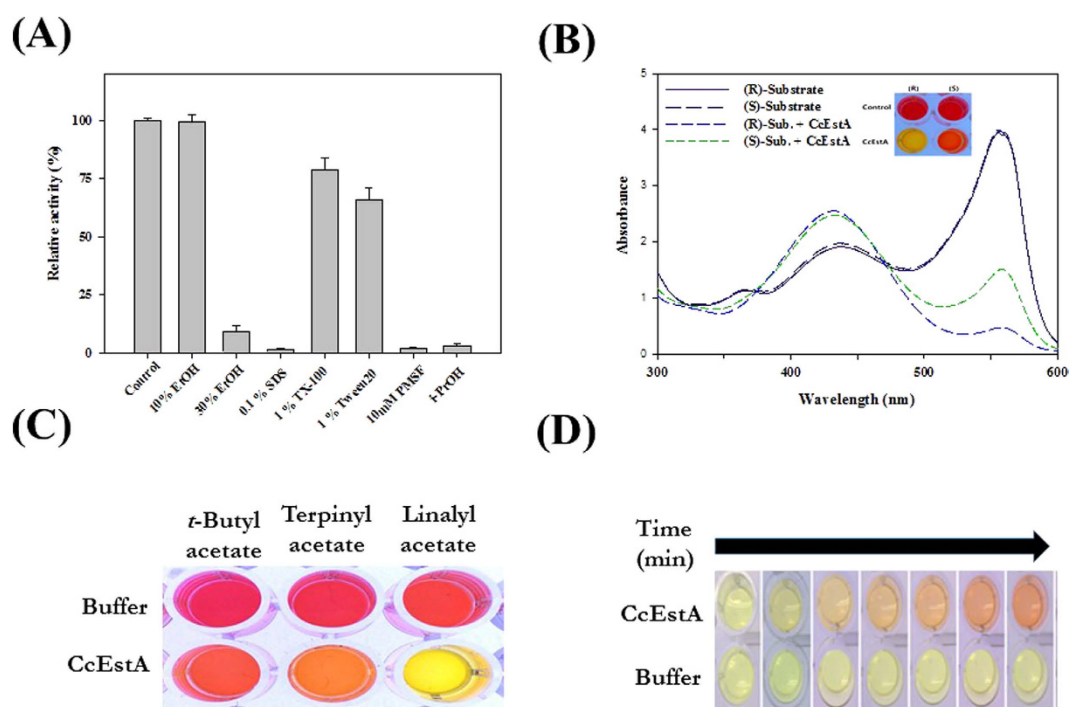 (A)
Relative activity (%)
100
75
50
25
0
Control
10% ErOH
30% ErOH
0.1 % SDS
1 % TX-100
1 % Tween20
10mM PMSF
i-PrOH
(B)
Absorbance
5
4
3
2
1
0
(R)-Substrate
(S)-Substrate
(R)-Sub. + CcEstA
(S)-Sub. + CcEstA
(R) (S)
Control
CcEstA
300 400 500 600
Wavelength (nm)
(C)
t-Butyl acetate
Terpinyl acetate
Linalyl acetate
Buffer
CcEstA
(D)
Time
(min)
CcEstA
Buffer